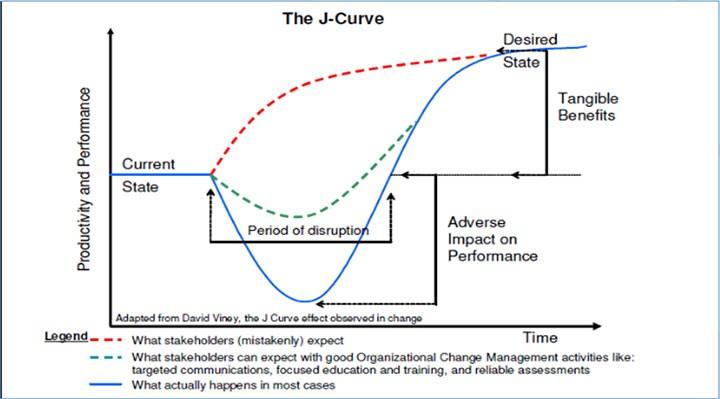 The J-Curve
Desired
State
Tangible
Benefits
Productivity and Performance
Current
State
Period of disruption
Adverse
Impact on
Performance
Adapted from David Viney, the J Curve effect observed in change
Time
Legend
What stakeholders (mistakenly) expect
What stakeholders can expect with good Organizational Change Management activities like:
targeted communications, focused education and training, and reliable assessments
What actually happens in most cases